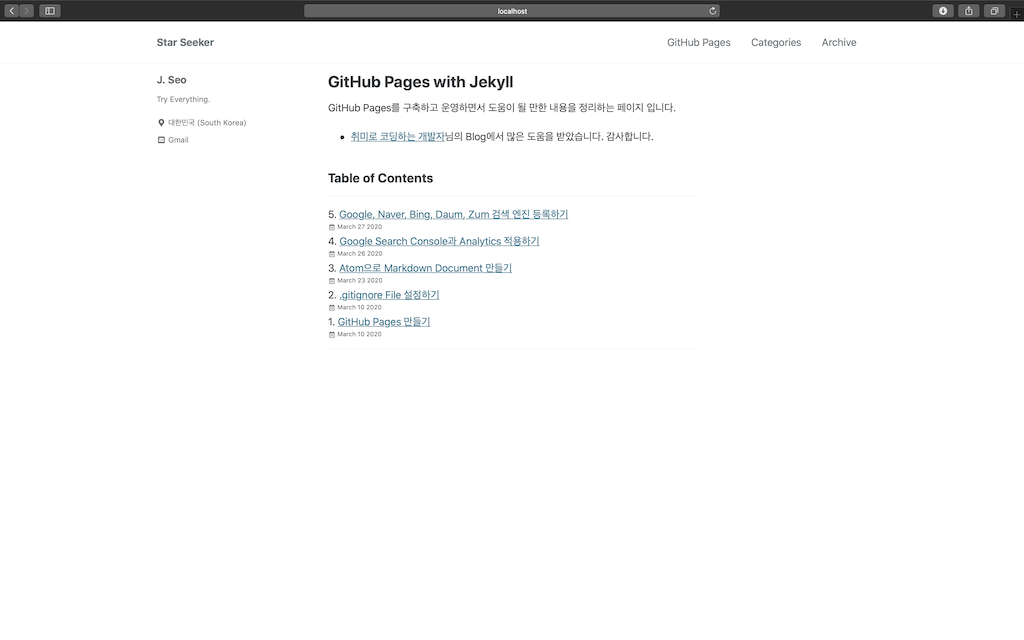 localhost
Star Seeker
GitHub Pages
Categories
Archive
J. Seo
Try Everything.
대한민국 (South Korea)
Gmail
GitHub Pages with Jekyll
GitHub Pages를 구축하고 운영하면서 도움이 될 만한 내용을 정리하는 페이지 입니다.
취미로 코딩하는 개발자님의 Blog에서 많은 도움을 받았습니다. 감사합니다.
Table of Contents
5. Google, Naver, Bing, Daum, Zum 검색 엔진 등록하기
March 27 2020
4. Google Search Console과 Analytics 적용하기
March 26 2020
3. Atom으로 Markdown Document 만들기
March 23 2020
2. .gitignore File 설정하기
March 10 2020
1. GitHub Pages 만들기
March 10 2020